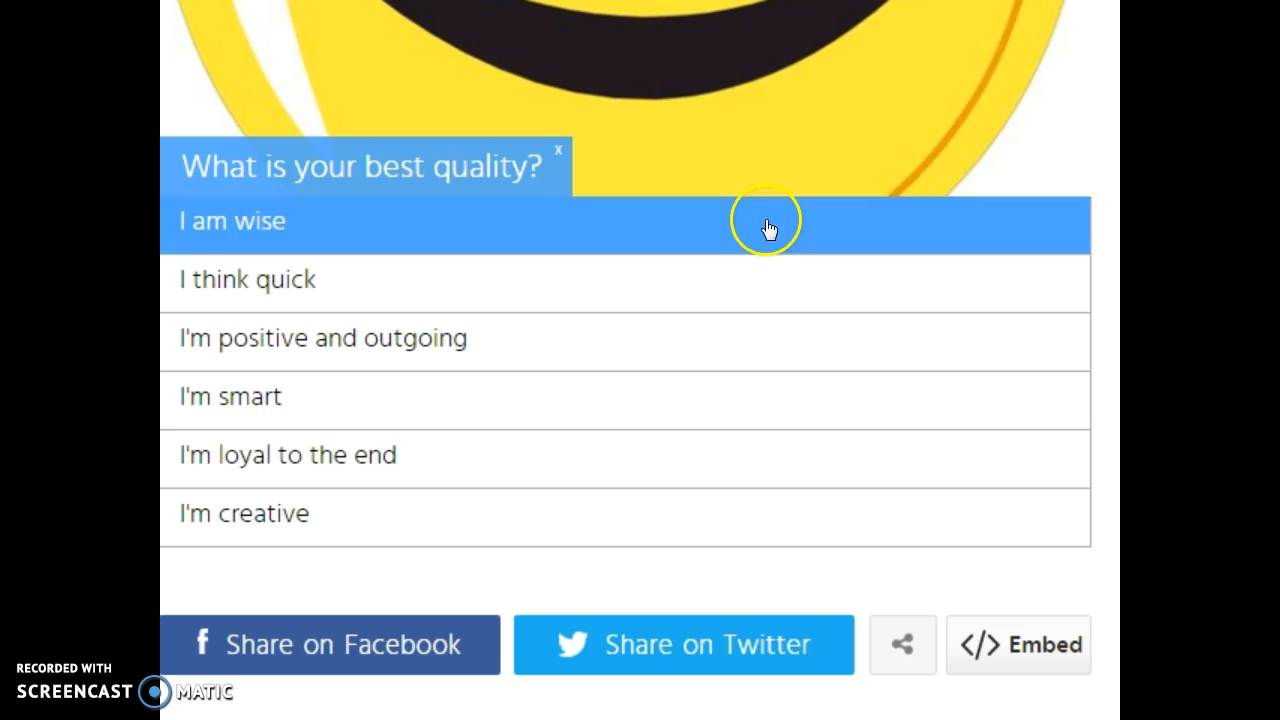 What is your best quality?
x
I am wise
I think quick
I'm positive and outgoing
I'm smart
I'm loyal to the end
I'm creative
f Share on Facebook
Share on Twitter
</> Embed
RECORDED WITH
SCREENCAST MATIC